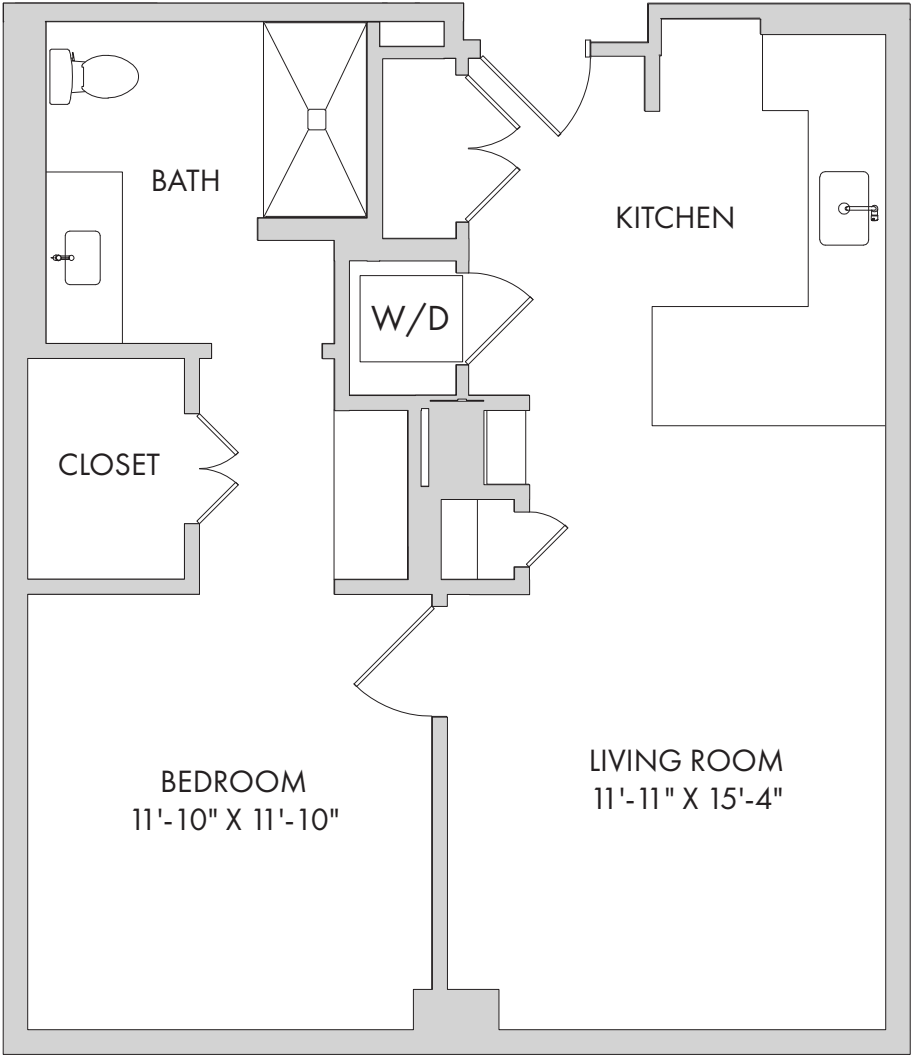 BATH
KITCHEN
W/D
CLOSET
BEDROOM
11'-10" X 11'-10"
LIVING ROOM
11'-11" X 15'-4"